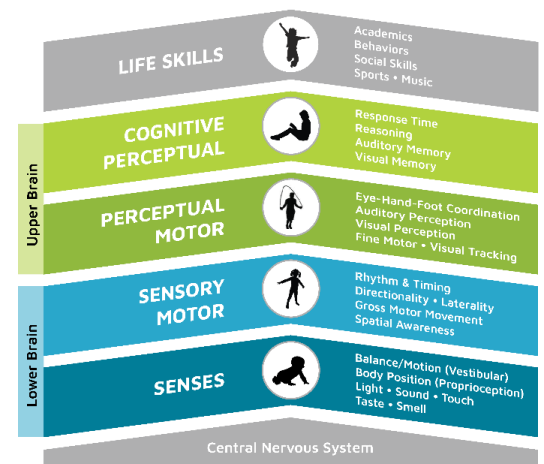 LIFE SKILLS
Academics
Behaviors
Social Skills
Sports • Music
Upper Brain
COGNITIVE
PERCEPTUAL
Response Time
Reasoning
Auditory Memory
Visual Memory
PERCEPTUAL
MOTOR
Eye-Hand-Foot Coordination
Auditory Perception
Visual Perception
Fine Motor • Visual Tracking
Lower Brain
SENSORY
MOTOR
Rhythm & Timing
Directionality • Laterality
Gross Motor Movement
Spatial Awareness
SENSES
Balance/Motion (Vestibular)
Body Position (Proprioception)
Light • Sound • Touch
Taste • Smell
Central Nervous System